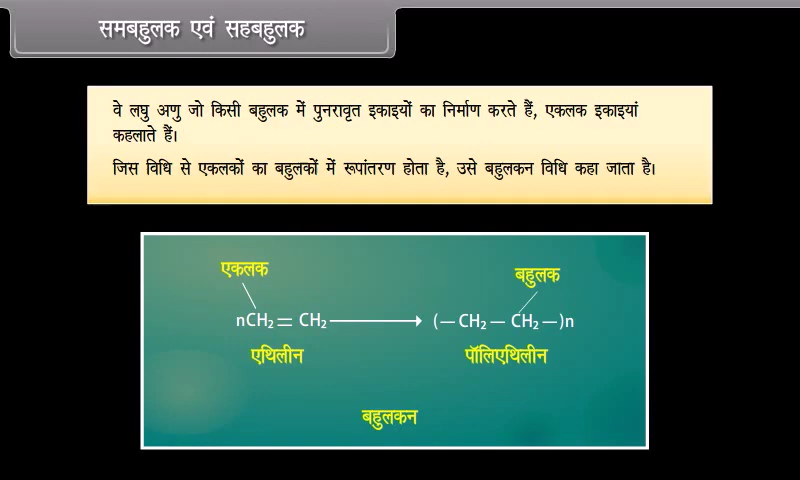 समबहुलक एवं सहबहुलक
वे लघु अणु जो किसी बहुलक में पुनरावृत इकाइयों का निर्माण करते हैं, एकलक इकाइयां
कहलाते हैं।
जिस विधि से एकलकों का बहुलकों में रूपांतरण होता है, उसे बहुलकन विधि कहा जाता है।
एकलक
बहुलक
nCH₂ = CH₂ ⟶ (— CH₂ — CH₂ —)n
एथिलीन
पॉलिएथिलीन
बहुलकन